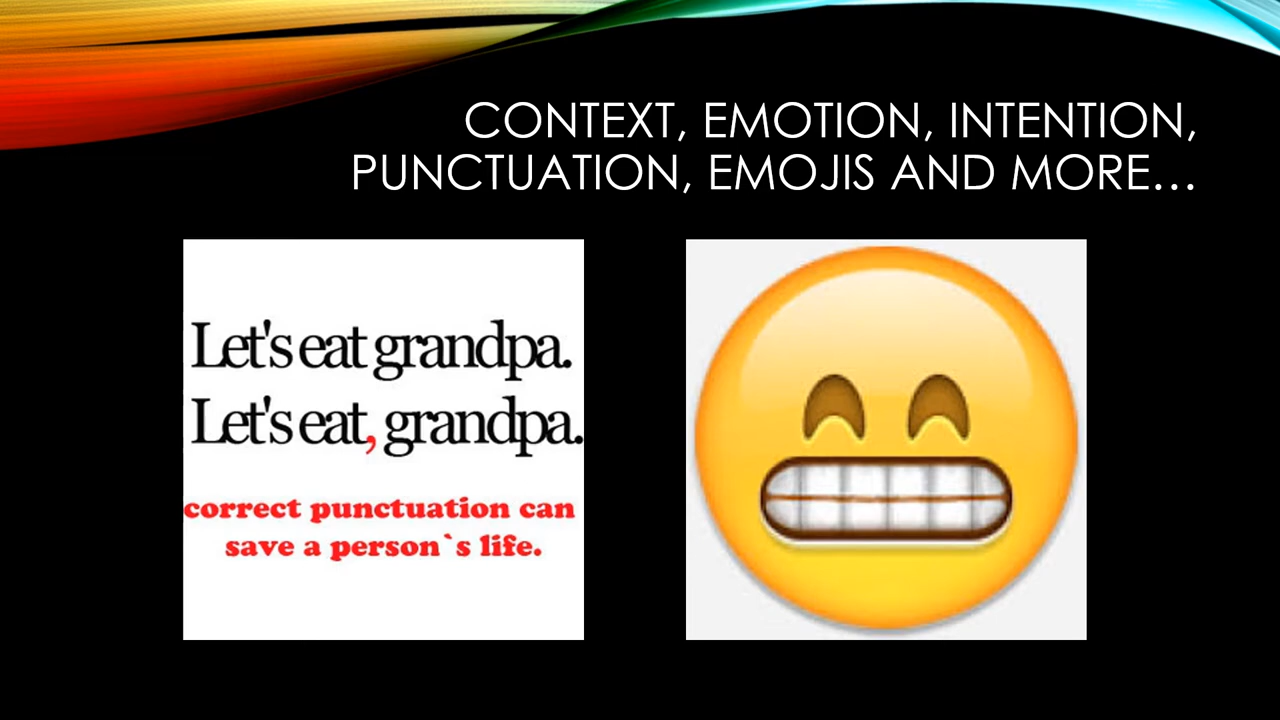 CONTEXT, EMOTION, INTENTION,
PUNCTUATION, EMOJIS AND MORE…
Let's eat grandpa.
Let's eat, grandpa.
correct punctuation can
save a person`s life.